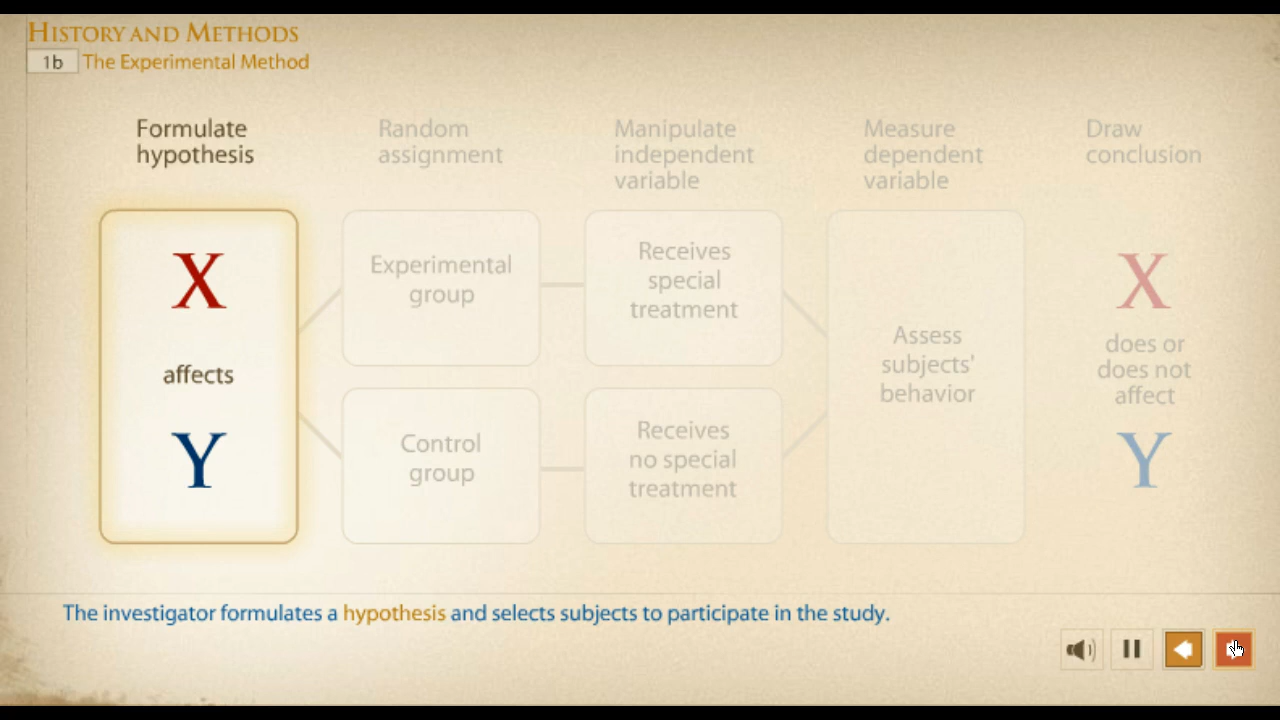 HISTORY AND METHODS
1b The Experimental Method
Formulate
hypothesis
Random
assignment
Manipulate
independent
variable
Measure
dependent
variable
Draw
conclusion
X
affects
Y
Experimental
group
Control
group
Receives
special
treatment
Receives
no special
treatment
Assess
subjects'
behavior
X
does or
does not
affect
Y
The investigator formulates a hypothesis and selects subjects to participate in the study.